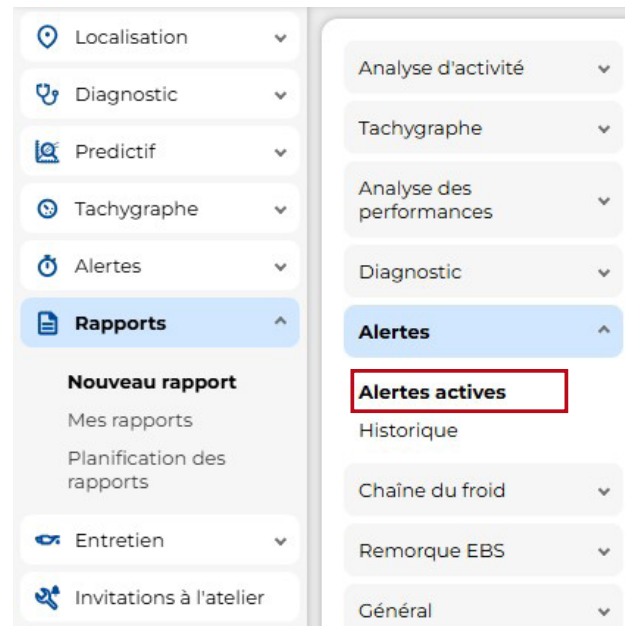 Localisation
Diagnostic
Predictif
Tachygraphe
Alertes
Rapports
Nouveau rapport
Mes rapports
Planification des
rapports
Entretien
Invitations à l'atelier
Analyse d'activité
Tachygraphe
Analyse des
performances
Diagnostic
Alertes
Alertes actives
Historique
Chaîne du froid
Remorque EBS
Général